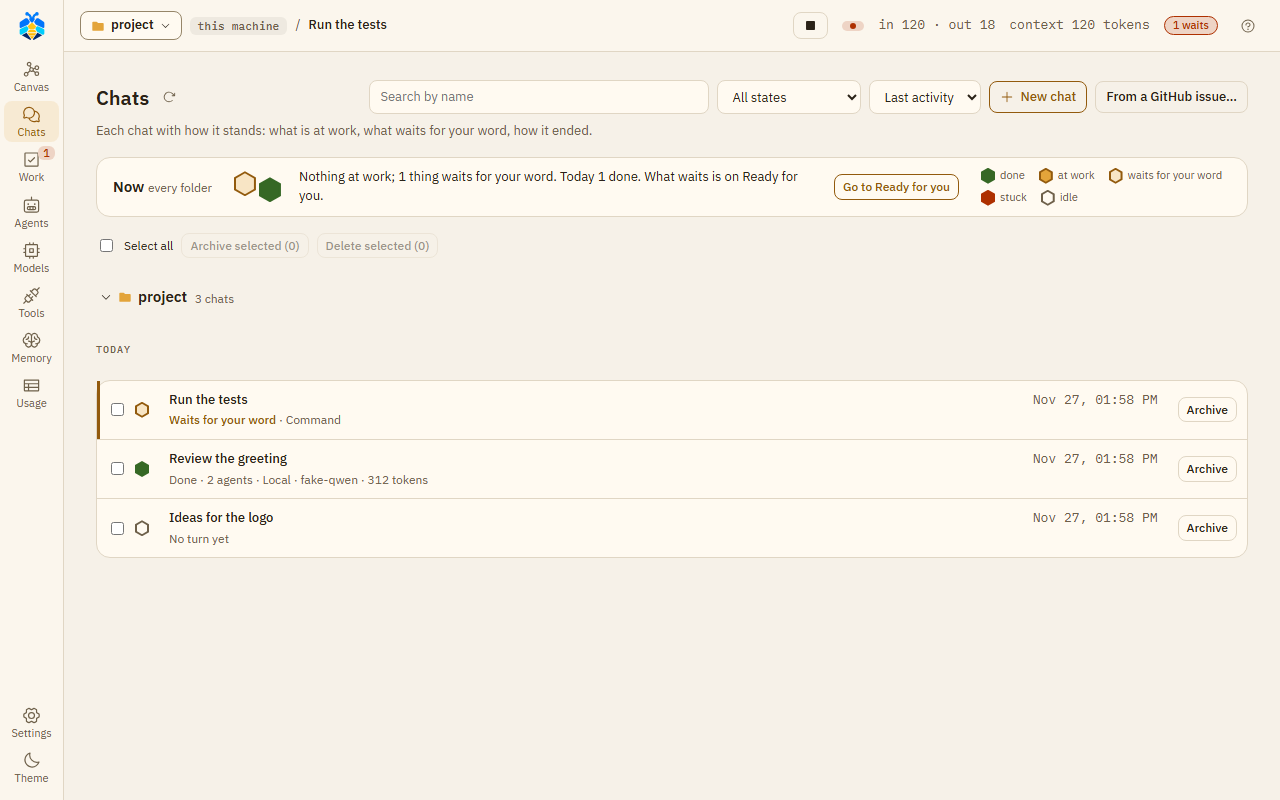 project
this machine / Run the tests
in 120 · out 18 context 120 tokens
1 waits
Canvas
Chats
1
Work
Agents
Models
Tools
Memory
Usage
Settings
Theme
Chats
Search by name
All states
Last activity
New chat
From a GitHub issue...
Each chat with how it stands: what is at work, what waits for your word, how it ended.
Now every folder
Nothing at work; 1 thing waits for your word. Today 1 done. What waits is on Ready for
you.
Go to Ready for you
done at work waits for your word
stuck idle
Select all
Archive selected (0)
Delete selected (0)
project 3 chats
TODAY
Run the tests
Waits for your word · Command
Nov 27, 01:58 PM
Archive
Review the greeting
Done · 2 agents · Local · fake-qwen · 312 tokens
Nov 27, 01:58 PM
Archive
Ideas for the logo
No turn yet
Nov 27, 01:58 PM
Archive